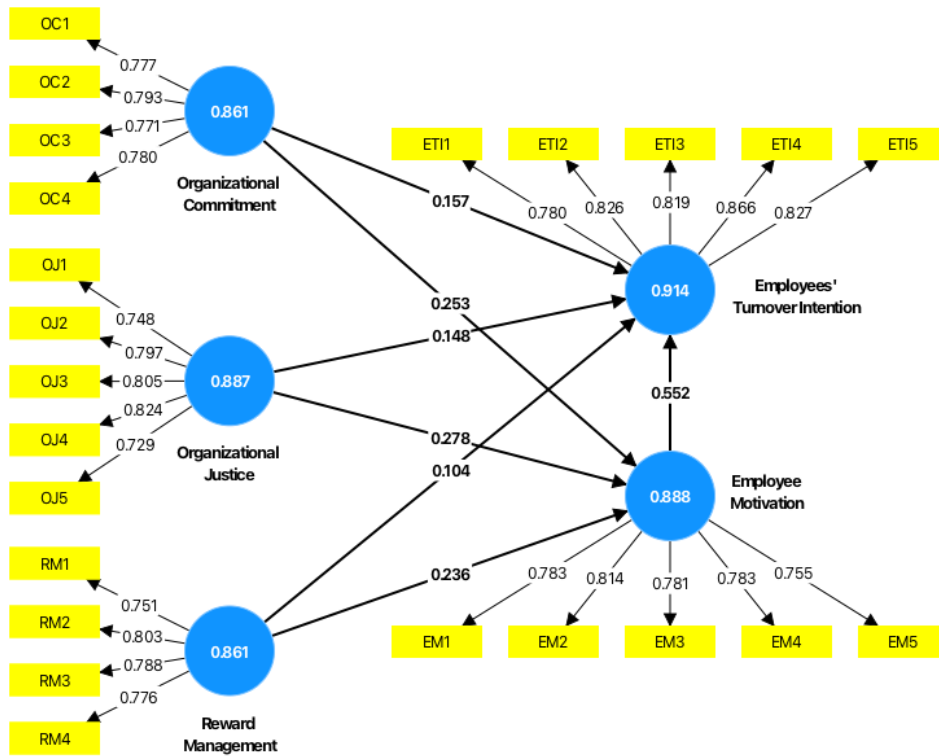 OC1
OC2
OC3
OC4
0.777
0.793
0.771
0.780
0.861
Organizational
Commitment
OJ1
OJ2
OJ3
OJ4
OJ5
0.748
0.797
0.805
0.824
0.729
0.887
Organizational
Justice
RM1
RM2
RM3
RM4
0.751
0.803
0.788
0.776
0.861
Reward
Management
0.157
0.253
0.148
0.278
0.104
0.236
0.552
ETI1
ETI2
ETI3
ETI4
ETI5
0.780
0.826
0.819
0.866
0.827
0.914
Employees'
Turnover Intention
0.888
Employee
Motivation
0.783
0.814
0.781
0.783
0.755
EM1
EM2
EM3
EM4
EM5